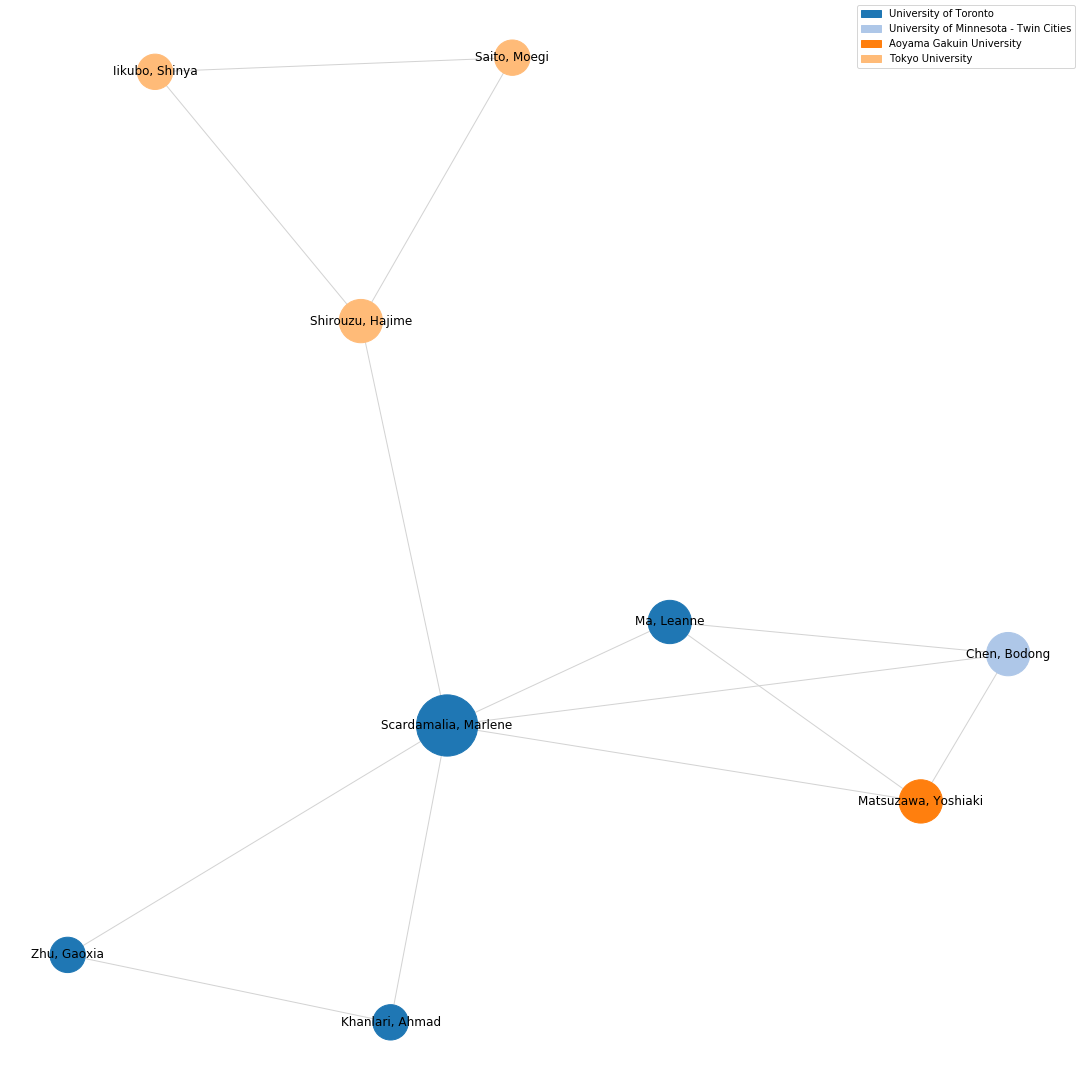 University of Toronto
University of Minnesota - Twin Cities
Aoyama Gakuin University
Tokyo University
Iikubo, Shinya
Saito, Moegi
Shirouzu, Hajime
Ma, Leanne
Chen, Bodong
Scardamalia, Marlene
Matsuzawa, Yoshiaki
Zhu, Gaoxia
Khanlari, Ahmad